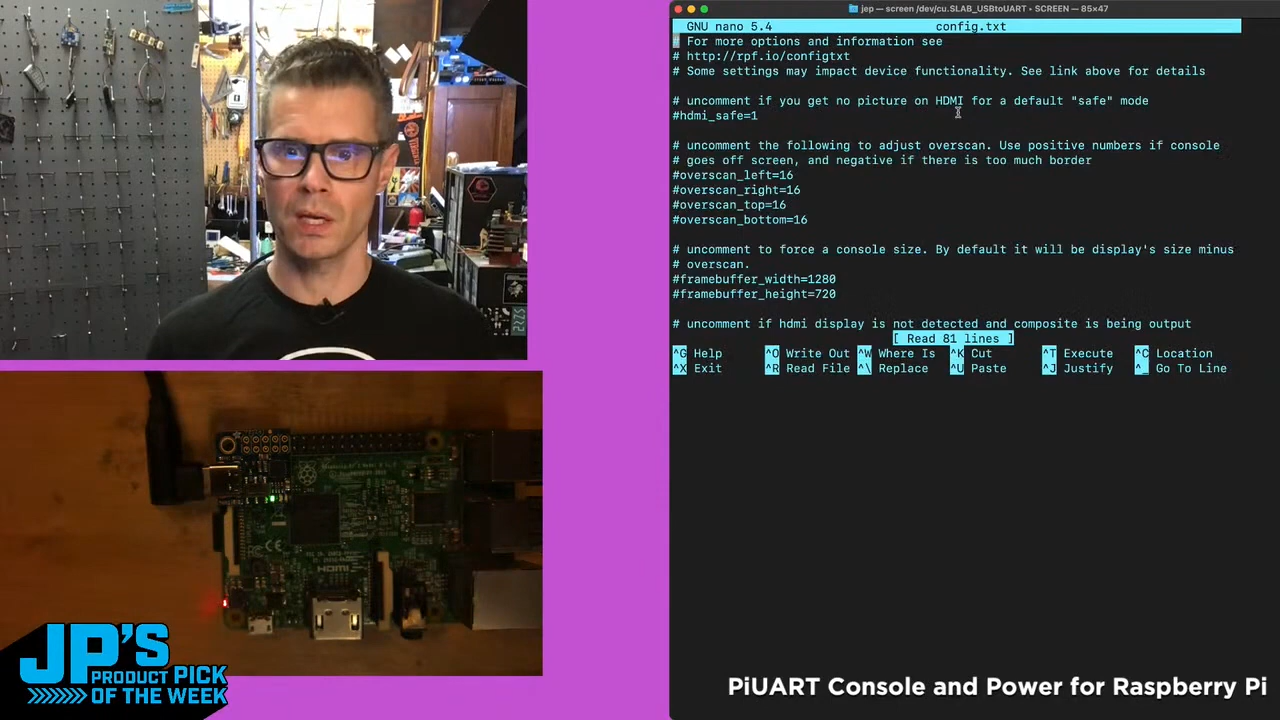 jep — screen /dev/cu.SLAB_USBtoUART • SCREEN — 85×47
GNU nano 5.4 config.txt
# For more options and information see
# http://rpf.io/configtxt
# Some settings may impact device functionality. See link above for details
# uncomment if you get no picture on HDMI for a default "safe" mode
#hdmi_safe=1
# uncomment the following to adjust overscan. Use positive numbers if console
# goes off screen, and negative if there is too much border
#overscan_left=16
#overscan_right=16
#overscan_top=16
#overscan_bottom=16
# uncomment to force a console size. By default it will be display's size minus
# overscan.
#framebuffer_width=1280
#framebuffer_height=720
# uncomment if hdmi display is not detected and composite is being output
[ Read 81 lines ]
^G Help ^O Write Out ^W Where Is ^K Cut ^T Execute ^C Location
^X Exit ^R Read File ^\ Replace ^U Paste ^J Justify ^_ Go To Line
HDMI
JP'S
PRODUCT PICK
OF THE WEEK
PiUART Console and Power for Raspberry Pi